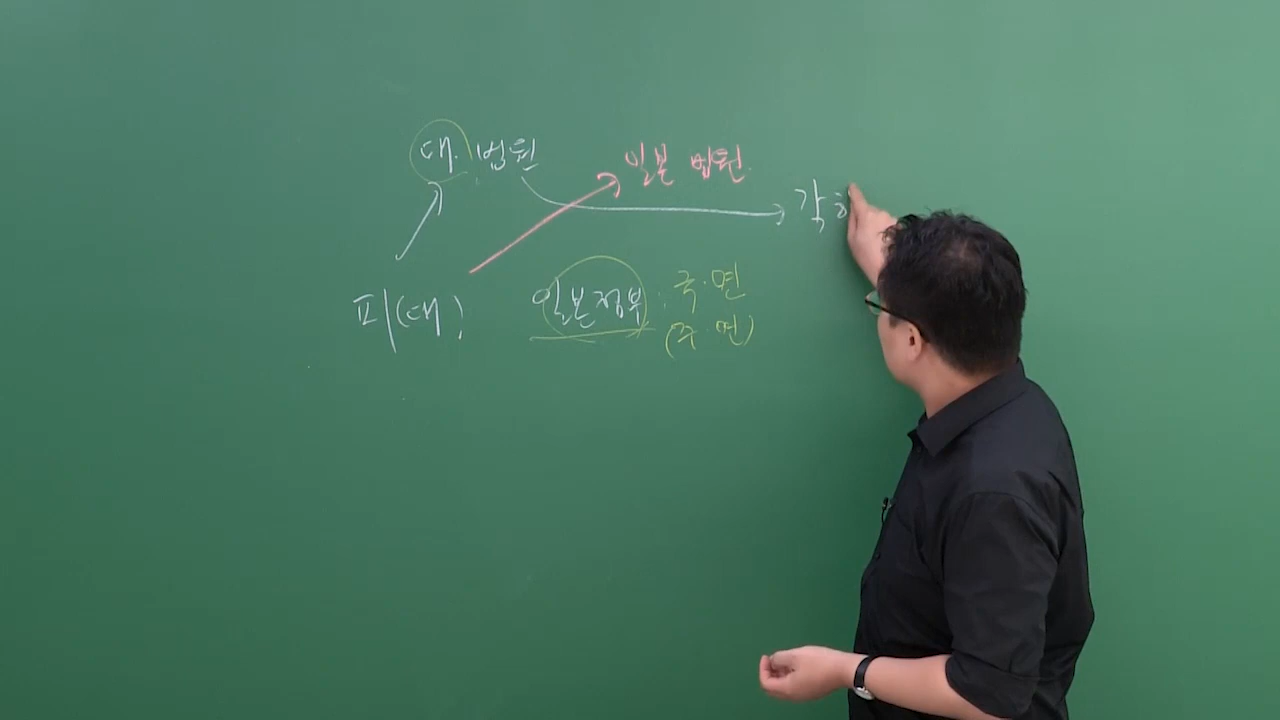 대. 법원
일본 법원.
각하
피(대)
일본정부. 국.면
(주 면)